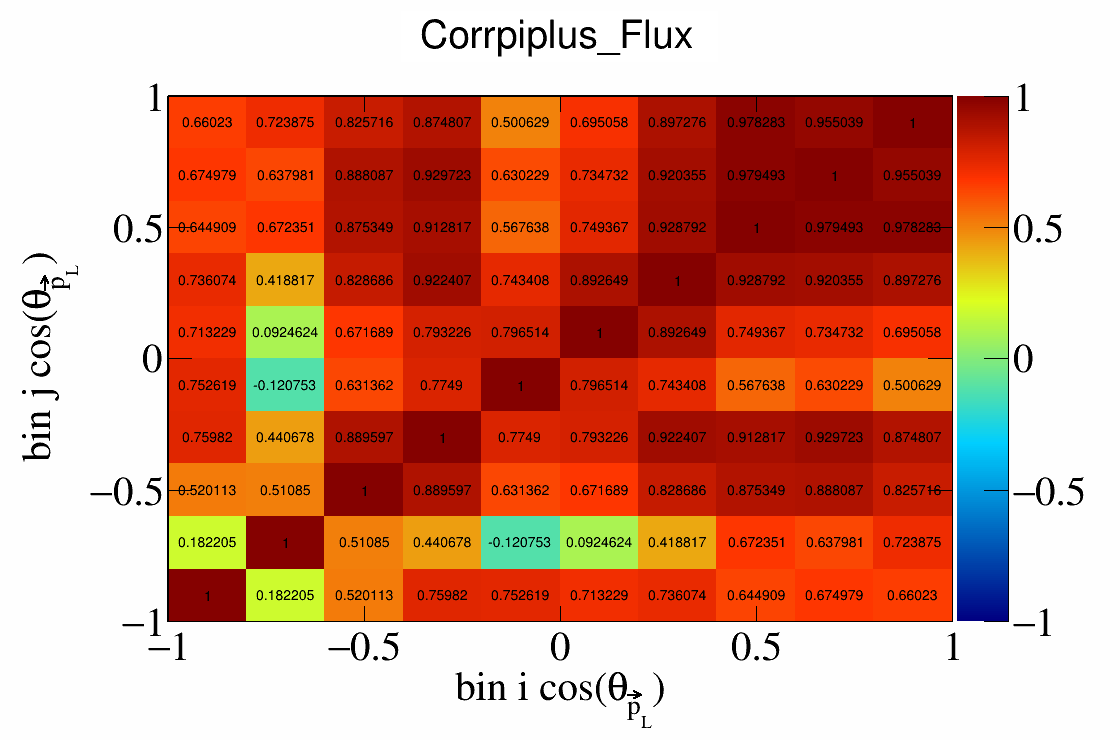 Corrpiplus_Flux
1
0.66023 0.723875 0.825716 0.874807 0.500629 0.695058 0.897276 0.978283 0.955039 1
1
0.674979 0.637981 0.888087 0.929723 0.630229 0.734732 0.920355 0.979493 1 0.955039
0.5
0.644909 0.672351 0.875349 0.912817 0.567638 0.749367 0.928792 1 0.979493 0.978283
0.5
0.736074 0.418817 0.828686 0.922407 0.743408 0.892649 1 0.928792 0.920355 0.897276
0.713229 0.0924624 0.671689 0.793226 0.796514 1 0.892649 0.749367 0.734732 0.695058
0
0
0.752619 -0.120753 0.631362 0.7749 1 0.796514 0.743408 0.567638 0.630229 0.500629
0.75982 0.440678 0.889597 1 0.7749 0.793226 0.922407 0.912817 0.929723 0.874807
−0.5
0.520113 0.51085 1 0.889597 0.631362 0.671689 0.828686 0.875349 0.888087 0.825716
−0.5
0.182205 1 0.51085 0.440678 -0.120753 0.0924624 0.418817 0.672351 0.637981 0.723875
1 0.182205 0.520113 0.75982 0.752619 0.713229 0.736074 0.644909 0.674979 0.66023
−1
−1
−1 −0.5 0 0.5 1
bin i cos(θ_{\vec{p}_L})
bin j cos(θ_{\vec{p}_L})